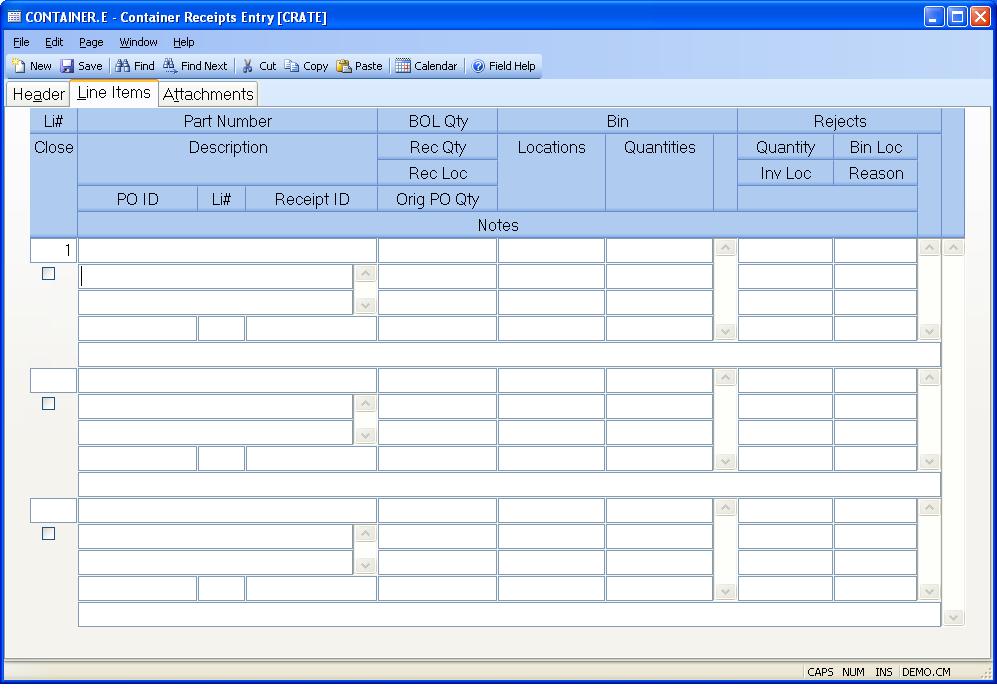 CONTAINER.E - Container Receipts Entry [CRATE]
File Edit Page Window Help
New Save Find Find Next Cut Copy Paste Calendar Field Help
Header Line Items Attachments
Li# Part Number BOL Qty Bin Rejects
Close Description Rec Qty Locations Quantities Quantity Bin Loc
Rec Loc Inv Loc Reason
PO ID Li# Receipt ID Orig PO Qty
Notes
1
CAPS NUM INS DEMO.CM